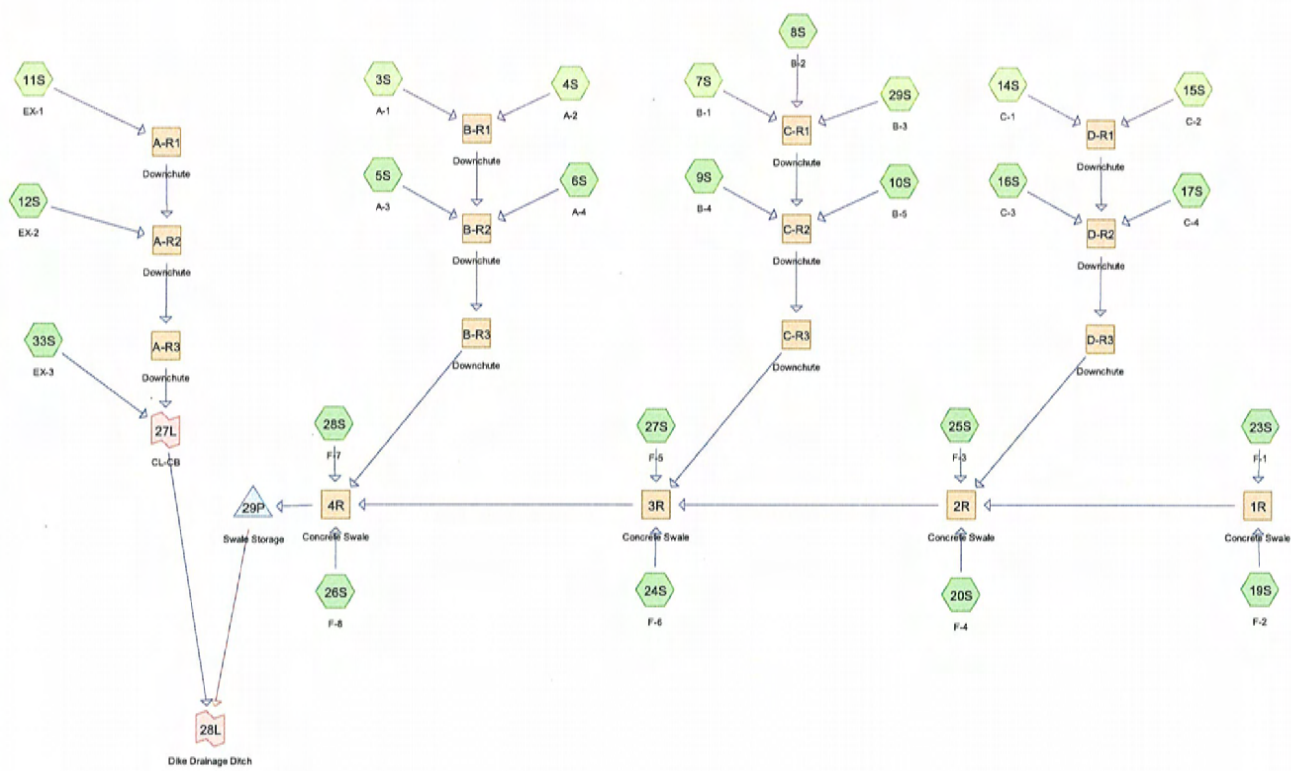 8S
B-2
11S
EX-1
3S
A-1
4S
A-2
7S
B-1
29S
B-3
14S
C-1
15S
C-2
A-R1
Downchute
B-R1
Downchute
C-R1
Downchute
D-R1
Downchute
12S
EX-2
5S
A-3
6S
A-4
9S
B-4
10S
B-5
16S
C-3
17S
C-4
A-R2
Downchute
B-R2
Downchute
C-R2
Downchute
D-R2
Downchute
33S
EX-3
A-R3
Downchute
B-R3
Downchute
C-R3
Downchute
D-R3
Downchute
27L
CL-CB
28S
F-7
27S
F-5
25S
F-3
23S
F-1
29P
Swale Storage
4R
Concrete Swale
3R
Concrete Swale
2R
Concrete Swale
1R
Concrete Swale
26S
F-8
24S
F-6
20S
F-4
19S
F-2
28L
Dike Drainage Ditch